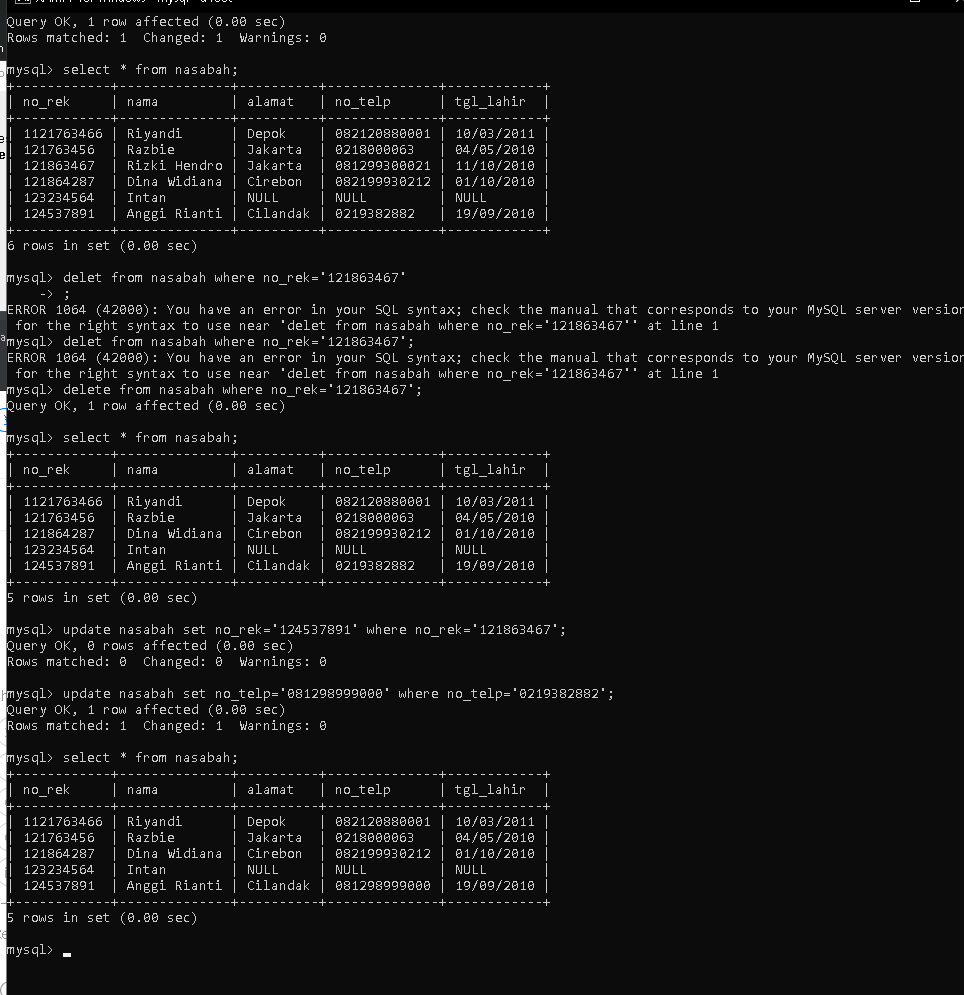 Query OK, 1 row affected (0.00 sec)
Rows matched: 1  Changed: 1  Warnings: 0
mysql> select * from nasabah;
+------------+--------------+----------+--------------+------------+
| no_rek     | nama         | alamat   | no_telp      | tgl_lahir  |
+------------+--------------+----------+--------------+------------+
| 1121763466 | Riyandi      | Depok    | 082120880001 | 10/03/2011 |
| 121763456  | Razbie       | Jakarta  | 0218000063   | 04/05/2010 |
| 121863467  | Rizki Hendro | Jakarta  | 081299300021 | 11/10/2010 |
| 121864287  | Dina Widiana | Cirebon  | 082199930212 | 01/10/2010 |
| 123234564  | Intan        | NULL     | NULL         | NULL       |
| 124537891  | Anggi Rianti | Cilandak | 0219382882   | 19/09/2010 |
+------------+--------------+----------+--------------+------------+
6 rows in set (0.00 sec)
mysql> delet from nasabah where no_rek='121863467'
    -> ;
ERROR 1064 (42000): You have an error in your SQL syntax; check the manual that corresponds to your MySQL server version
 for the right syntax to use near 'delet from nasabah where no_rek='121863467'' at line 1
mysql> delet from nasabah where no_rek='121863467';
ERROR 1064 (42000): You have an error in your SQL syntax; check the manual that corresponds to your MySQL server version
 for the right syntax to use near 'delet from nasabah where no_rek='121863467'' at line 1
mysql> delete from nasabah where no_rek='121863467';
Query OK, 1 row affected (0.00 sec)
mysql> select * from nasabah;
+------------+--------------+----------+--------------+------------+
| no_rek     | nama         | alamat   | no_telp      | tgl_lahir  |
+------------+--------------+----------+--------------+------------+
| 1121763466 | Riyandi      | Depok    | 082120880001 | 10/03/2011 |
| 121763456  | Razbie       | Jakarta  | 0218000063   | 04/05/2010 |
| 121864287  | Dina Widiana | Cirebon  | 082199930212 | 01/10/2010 |
| 123234564  | Intan        | NULL     | NULL         | NULL       |
| 124537891  | Anggi Rianti | Cilandak | 0219382882   | 19/09/2010 |
+------------+--------------+----------+--------------+------------+
5 rows in set (0.00 sec)
mysql> update nasabah set no_rek='124537891' where no_rek='121863467';
Query OK, 0 rows affected (0.00 sec)
Rows matched: 0  Changed: 0  Warnings: 0
mysql> update nasabah set no_telp='081298999000' where no_telp='0219382882';
Query OK, 1 row affected (0.00 sec)
Rows matched: 1  Changed: 1  Warnings: 0
mysql> select * from nasabah;
+------------+--------------+----------+--------------+------------+
| no_rek     | nama         | alamat   | no_telp      | tgl_lahir  |
+------------+--------------+----------+--------------+------------+
| 1121763466 | Riyandi      | Depok    | 082120880001 | 10/03/2011 |
| 121763456  | Razbie       | Jakarta  | 0218000063   | 04/05/2010 |
| 121864287  | Dina Widiana | Cirebon  | 082199930212 | 01/10/2010 |
| 123234564  | Intan        | NULL     | NULL         | NULL       |
| 124537891  | Anggi Rianti | Cilandak | 081298999000 | 19/09/2010 |
+------------+--------------+----------+--------------+------------+
5 rows in set (0.00 sec)
mysql>